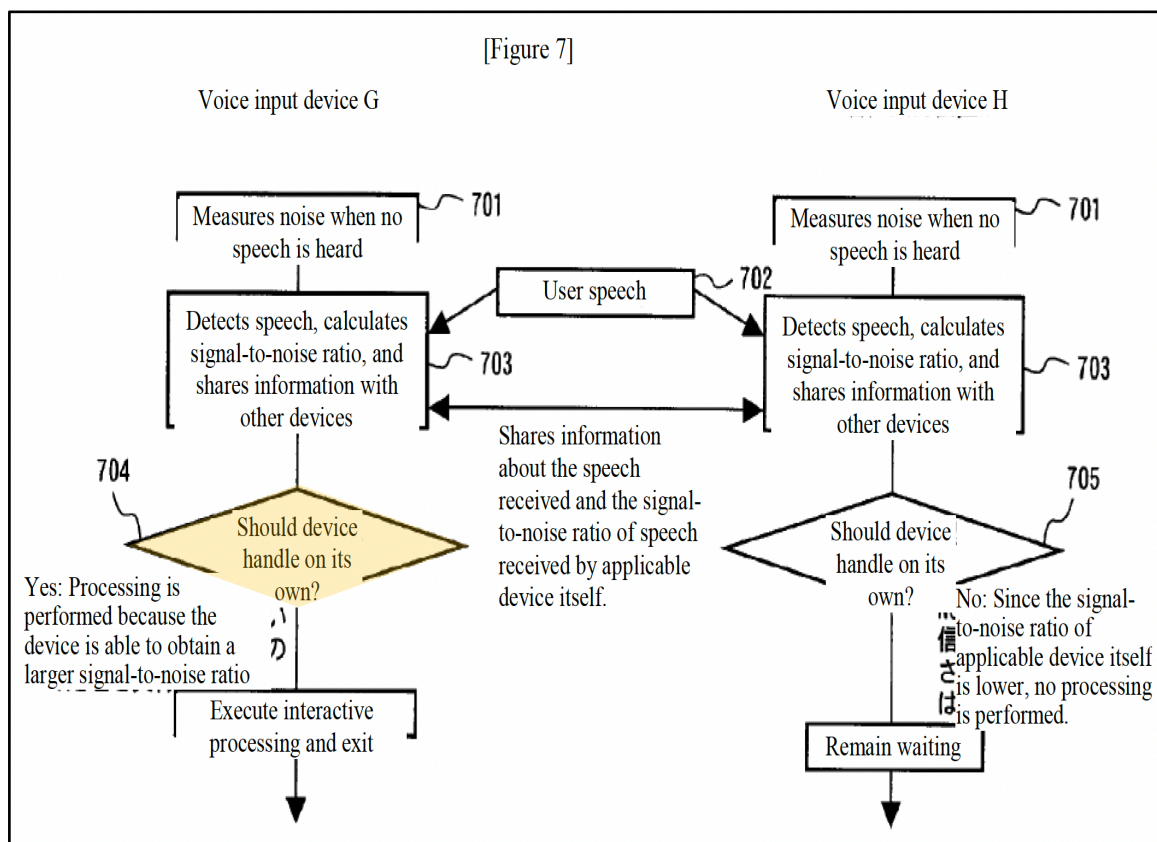 [Figure 7]
Voice input device G
Voice input device H
Measures noise when no
speech is heard
701
Measures noise when no
speech is heard
701
User speech
702
Detects speech, calculates
signal-to-noise ratio, and
shares information with
other devices
703
Detects speech, calculates
signal-to-noise ratio, and
shares information with
other devices
703
Shares information
about the speech
received and the signal-
to-noise ratio of speech
received by applicable
device itself.
704
Should device
handle on its
own?
705
Should device
handle on its
own?
Yes: Processing is
performed because the
device is able to obtain a
larger signal-to-noise ratio
い
の
No: Since the signal-
to-noise ratio of
applicable device itself
is lower, no processing
is performed.
信
さ
は
Execute interactive
processing and exit
Remain waiting